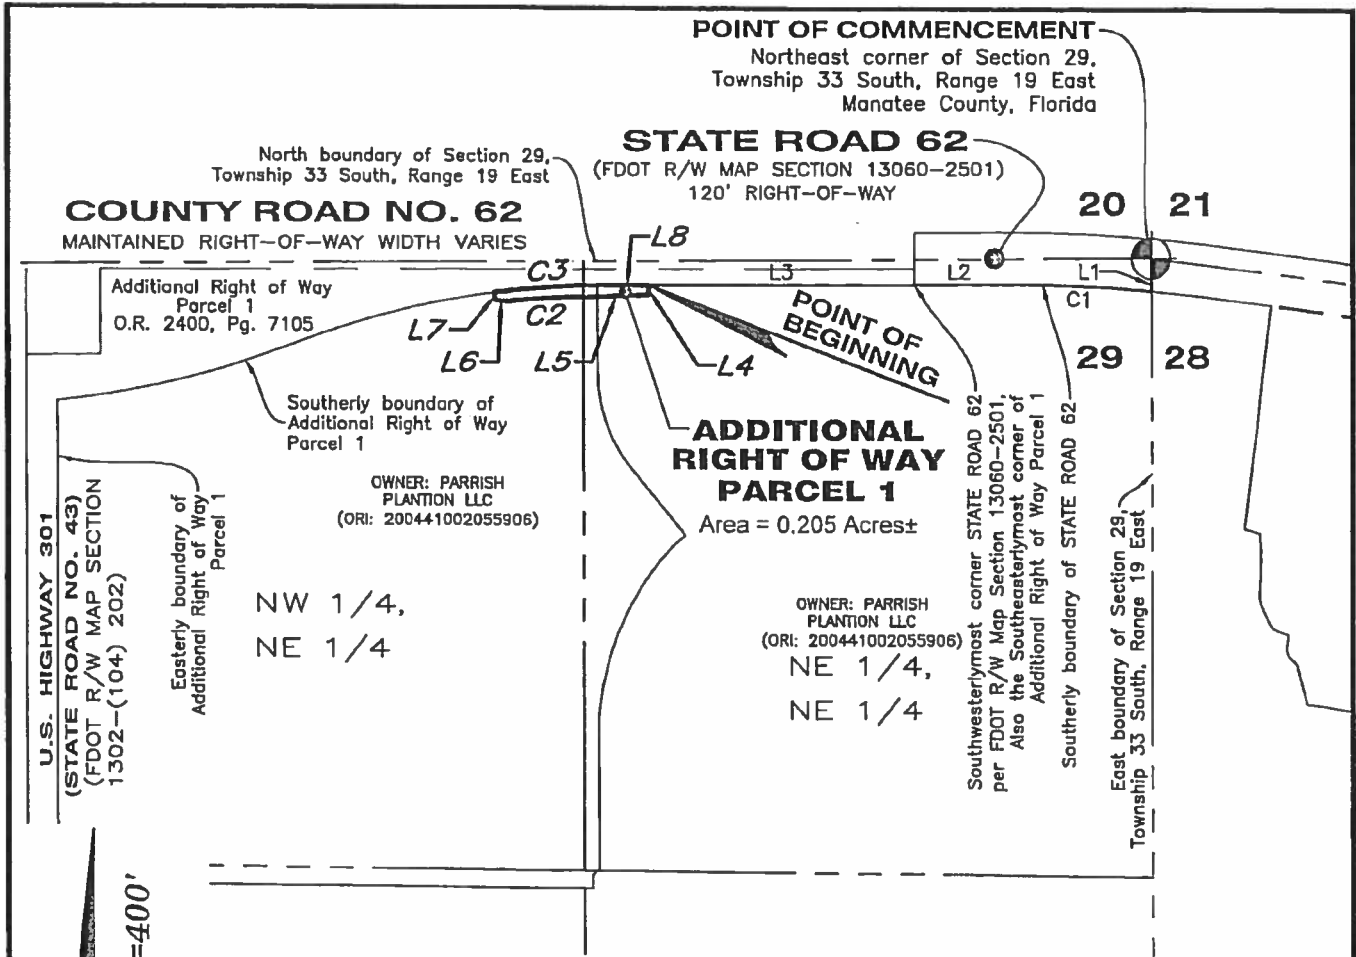 POINT OF COMMENCEMENT
Northeast corner of Section 29,
Township 33 South, Range 19 East
Manatee County, Florida
STATE ROAD 62
(FDOT R/W MAP SECTION 13060-2501)
120' RIGHT-OF-WAY
North boundary of Section 29,
Township 33 South, Range 19 East
COUNTY ROAD NO. 62
MAINTAINED RIGHT-OF-WAY WIDTH VARIES
20
21
L8
C3
L3
L2
L1
C1
Additional Right of Way
Parcel 1
O.R. 2400, Pg. 7105
L7
C2
L6
L5
L4
POINT OF
BEGINNING
29
28
Southerly boundary of
Additional Right of Way
Parcel 1
ADDITIONAL
RIGHT OF WAY
PARCEL 1
Area = 0.205 Acres±
OWNER: PARRISH
PLANTION LLC
(ORI: 200441002055906)
NW 1/4,
NE 1/4
OWNER: PARRISH
PLANTION LLC
(ORI: 200441002055906)
NE 1/4,
NE 1/4
U.S. HIGHWAY 301
(STATE ROAD NO. 43)
(FDOT R/W MAP SECTION
1302-(104) 202)
Easterly boundary of
Additional Right of Way
Parcel 1
Southwesterlymost corner STATE ROAD 62
per FDOT R/W Map Section 13060-2501,
Also the Southeasterlymost corner of
Additional Right of Way Parcel 1
Southerly boundary of STATE ROAD 62
East boundary of Section 29,
Township 33 South, Range 19 East
=400'